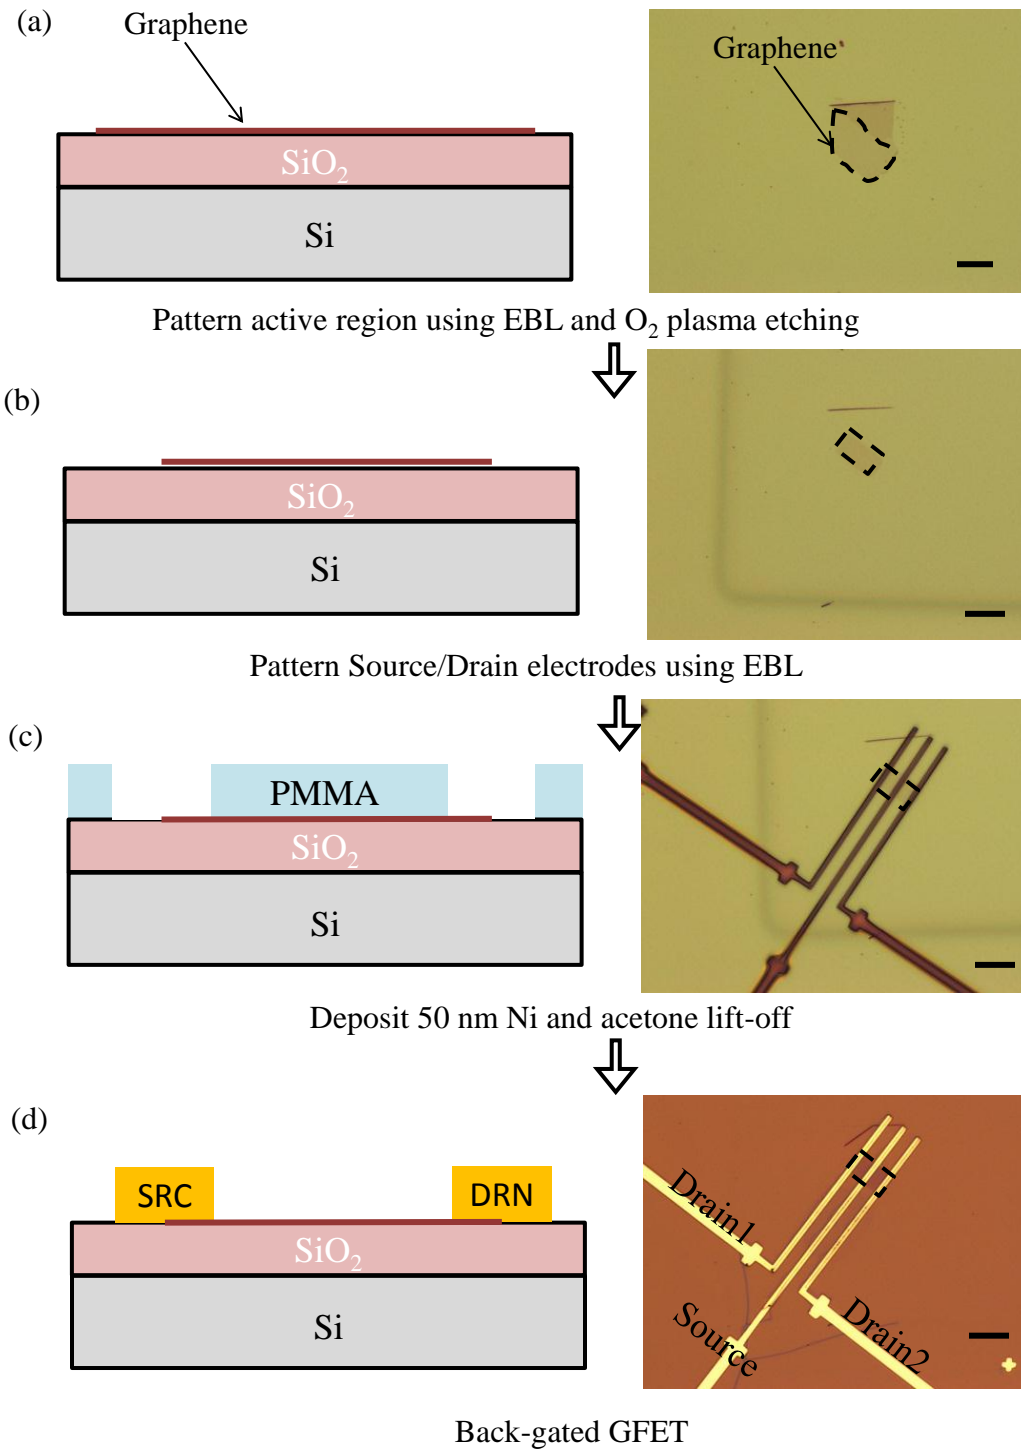 (a)
Graphene
Graphene
SiO₂
Si
Pattern active region using EBL and O₂ plasma etching
(b)
SiO₂
Si
Pattern Source/Drain electrodes using EBL
(c)
PMMA
SiO₂
Si
Deposit 50 nm Ni and acetone lift-off
(d)
SRC
DRN
SiO₂
Si
Drain1
Source
Drain2
Back-gated GFET